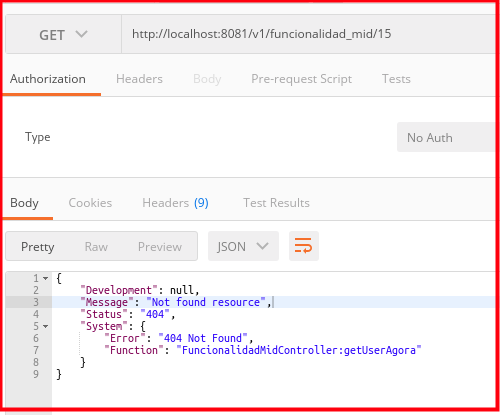 GET http://localhost:8081/v1/funcionalidad_mid/15
Authorization Headers Body Pre-request Script Tests
Type No Auth
Body Cookies Headers (9) Test Results
Pretty Raw Preview JSON
1 {
2 "Development": null,
3 "Message": "Not found resource",
4 "Status": "404",
5 "System": {
6 "Error": "404 Not Found",
7 "Function": "FuncionalidadMidController:getUserAgora"
8 }
9 }